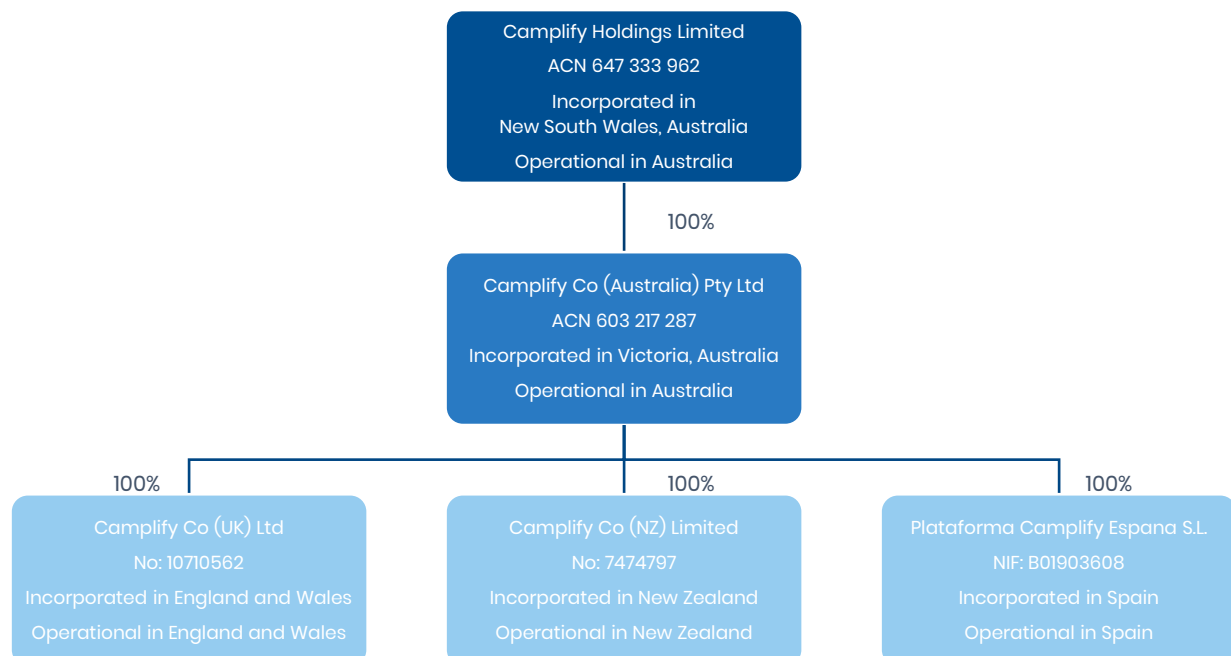 Camplify Holdings Limited
ACN 647 333 962
Incorporated in
New South Wales, Australia
Operational in Australia
100%
Camplify Co (Australia) Pty Ltd
ACN 603 217 287
Incorporated in Victoria, Australia
Operational in Australia
100%
Camplify Co (UK) Ltd
No: 10710562
Incorporated in England and Wales
Operational in England and Wales
100%
Camplify Co (NZ) Limited
No: 7474797
Incorporated in New Zealand
Operational in New Zealand
100%
Plataforma Camplify Espana S.L.
NIF: B01903608
Incorporated in Spain
Operational in Spain